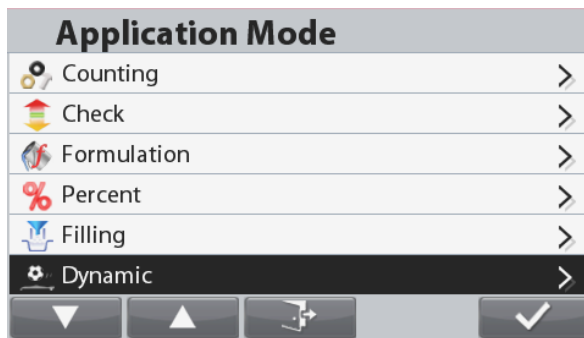 Application Mode
Counting
Check
Formulation
Percent
Filling
Dynamic